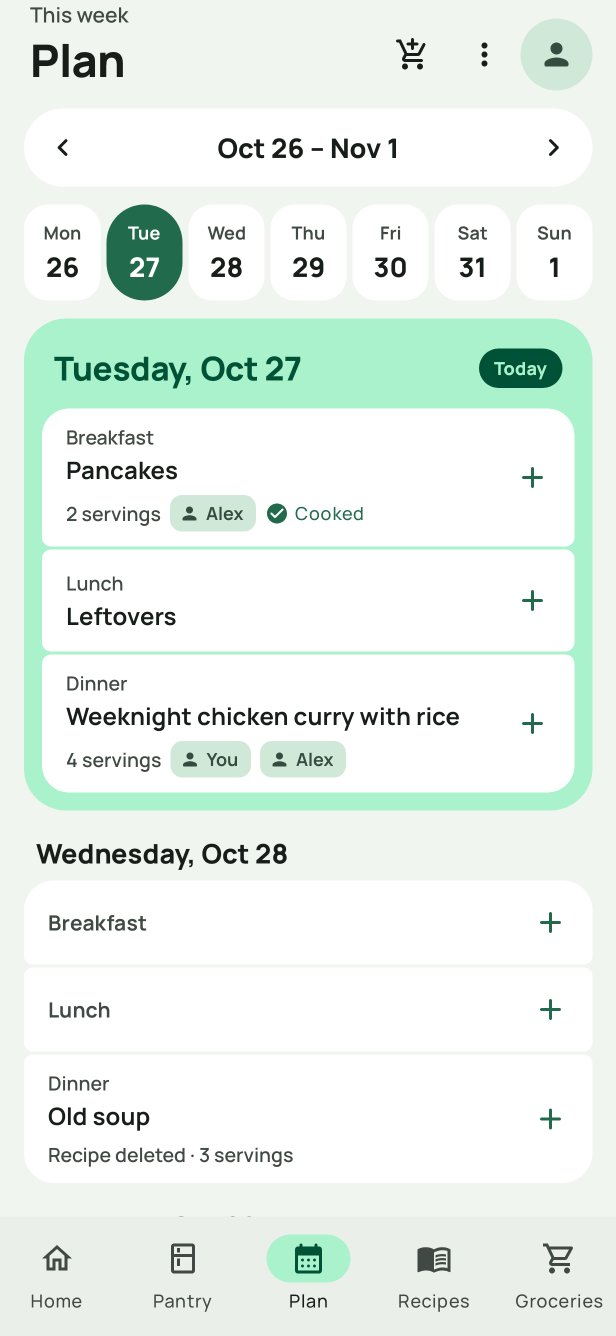 This week
Plan
Oct 26 – Nov 1
Mon Tue Wed Thu Fri Sat Sun
26 27 28 29 30 31 1
Tuesday, Oct 27 Today
Breakfast
Pancakes
2 servings Alex Cooked
Lunch
Leftovers
Dinner
Weeknight chicken curry with rice
4 servings You Alex
Wednesday, Oct 28
Breakfast
Lunch
Dinner
Old soup
Recipe deleted · 3 servings
Home Pantry Plan Recipes Groceries